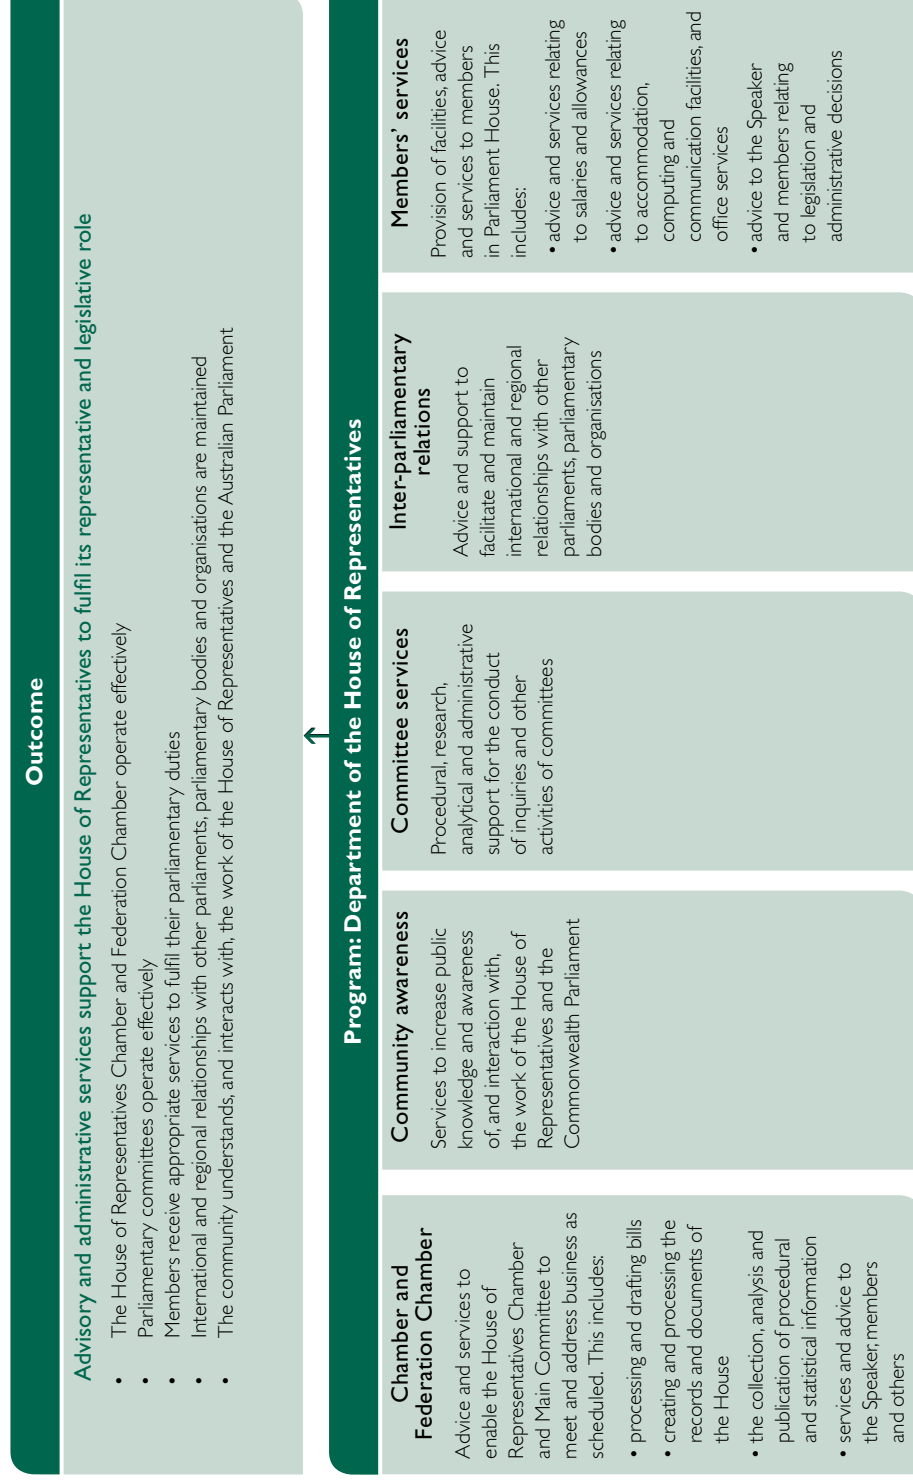 Outcome
Advisory and administrative services support the House of Representatives to fulfil its representative and legislative role
• The House of Representatives Chamber and Federation Chamber operate effectively
• Parliamentary committees operate effectively
• Members receive appropriate services to fulfil their parliamentary duties
• International and regional relationships with other parliaments, parliamentary bodies and organisations are maintained
• The community understands, and interacts with, the work of the House of Representatives and the Australian Parliament
Program: Department of the House of Representatives
Chamber and
Federation Chamber
Advice and services to
enable the House of
Representatives Chamber
and Main Committee to
meet and address business as
scheduled. This includes:
• processing and drafting bills
• creating and processing the
records and documents of
the House
• the collection, analysis and
publication of procedural
and statistical information
• services and advice to
the Speaker, members
and others
Community awareness
Services to increase public
knowledge and awareness
of, and interaction with,
the work of the House of
Representatives and the
Commonwealth Parliament
Committee services
Procedural, research,
analytical and administrative
support for the conduct
of inquiries and other
activities of committees
Inter-parliamentary
relations
Advice and support to
facilitate and maintain
international and regional
relationships with other
parliaments, parliamentary
bodies and organisations
Members' services
Provision of facilities, advice
and services to members
in Parliament House. This
includes:
• advice and services relating
to salaries and allowances
• advice and services relating
to accommodation,
computing and
communication facilities, and
office services
• advice to the Speaker
and members relating
to legislation and
administrative decisions